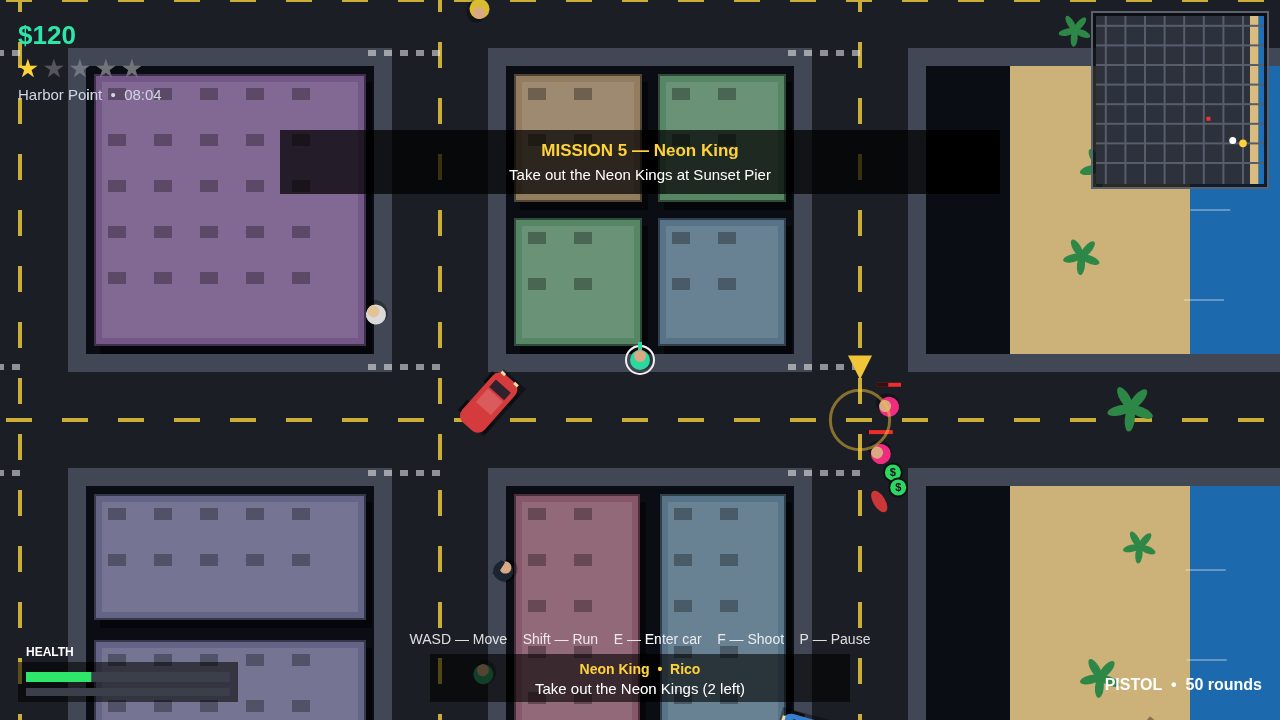 $120
Harbor Point • 08:04
MISSION 5 — Neon King
Take out the Neon Kings at Sunset Pier
$
$
WASD — Move Shift — Run E — Enter car F — Shoot P — Pause
HEALTH
Neon King • Rico
Take out the Neon Kings (2 left)
PISTOL • 50 rounds